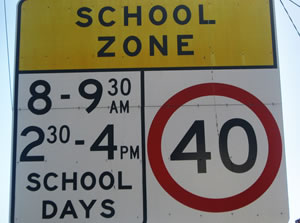 SCHOOL
ZONE
8-9 30 AM
2 30-4 PM
SCHOOL
DAYS
40